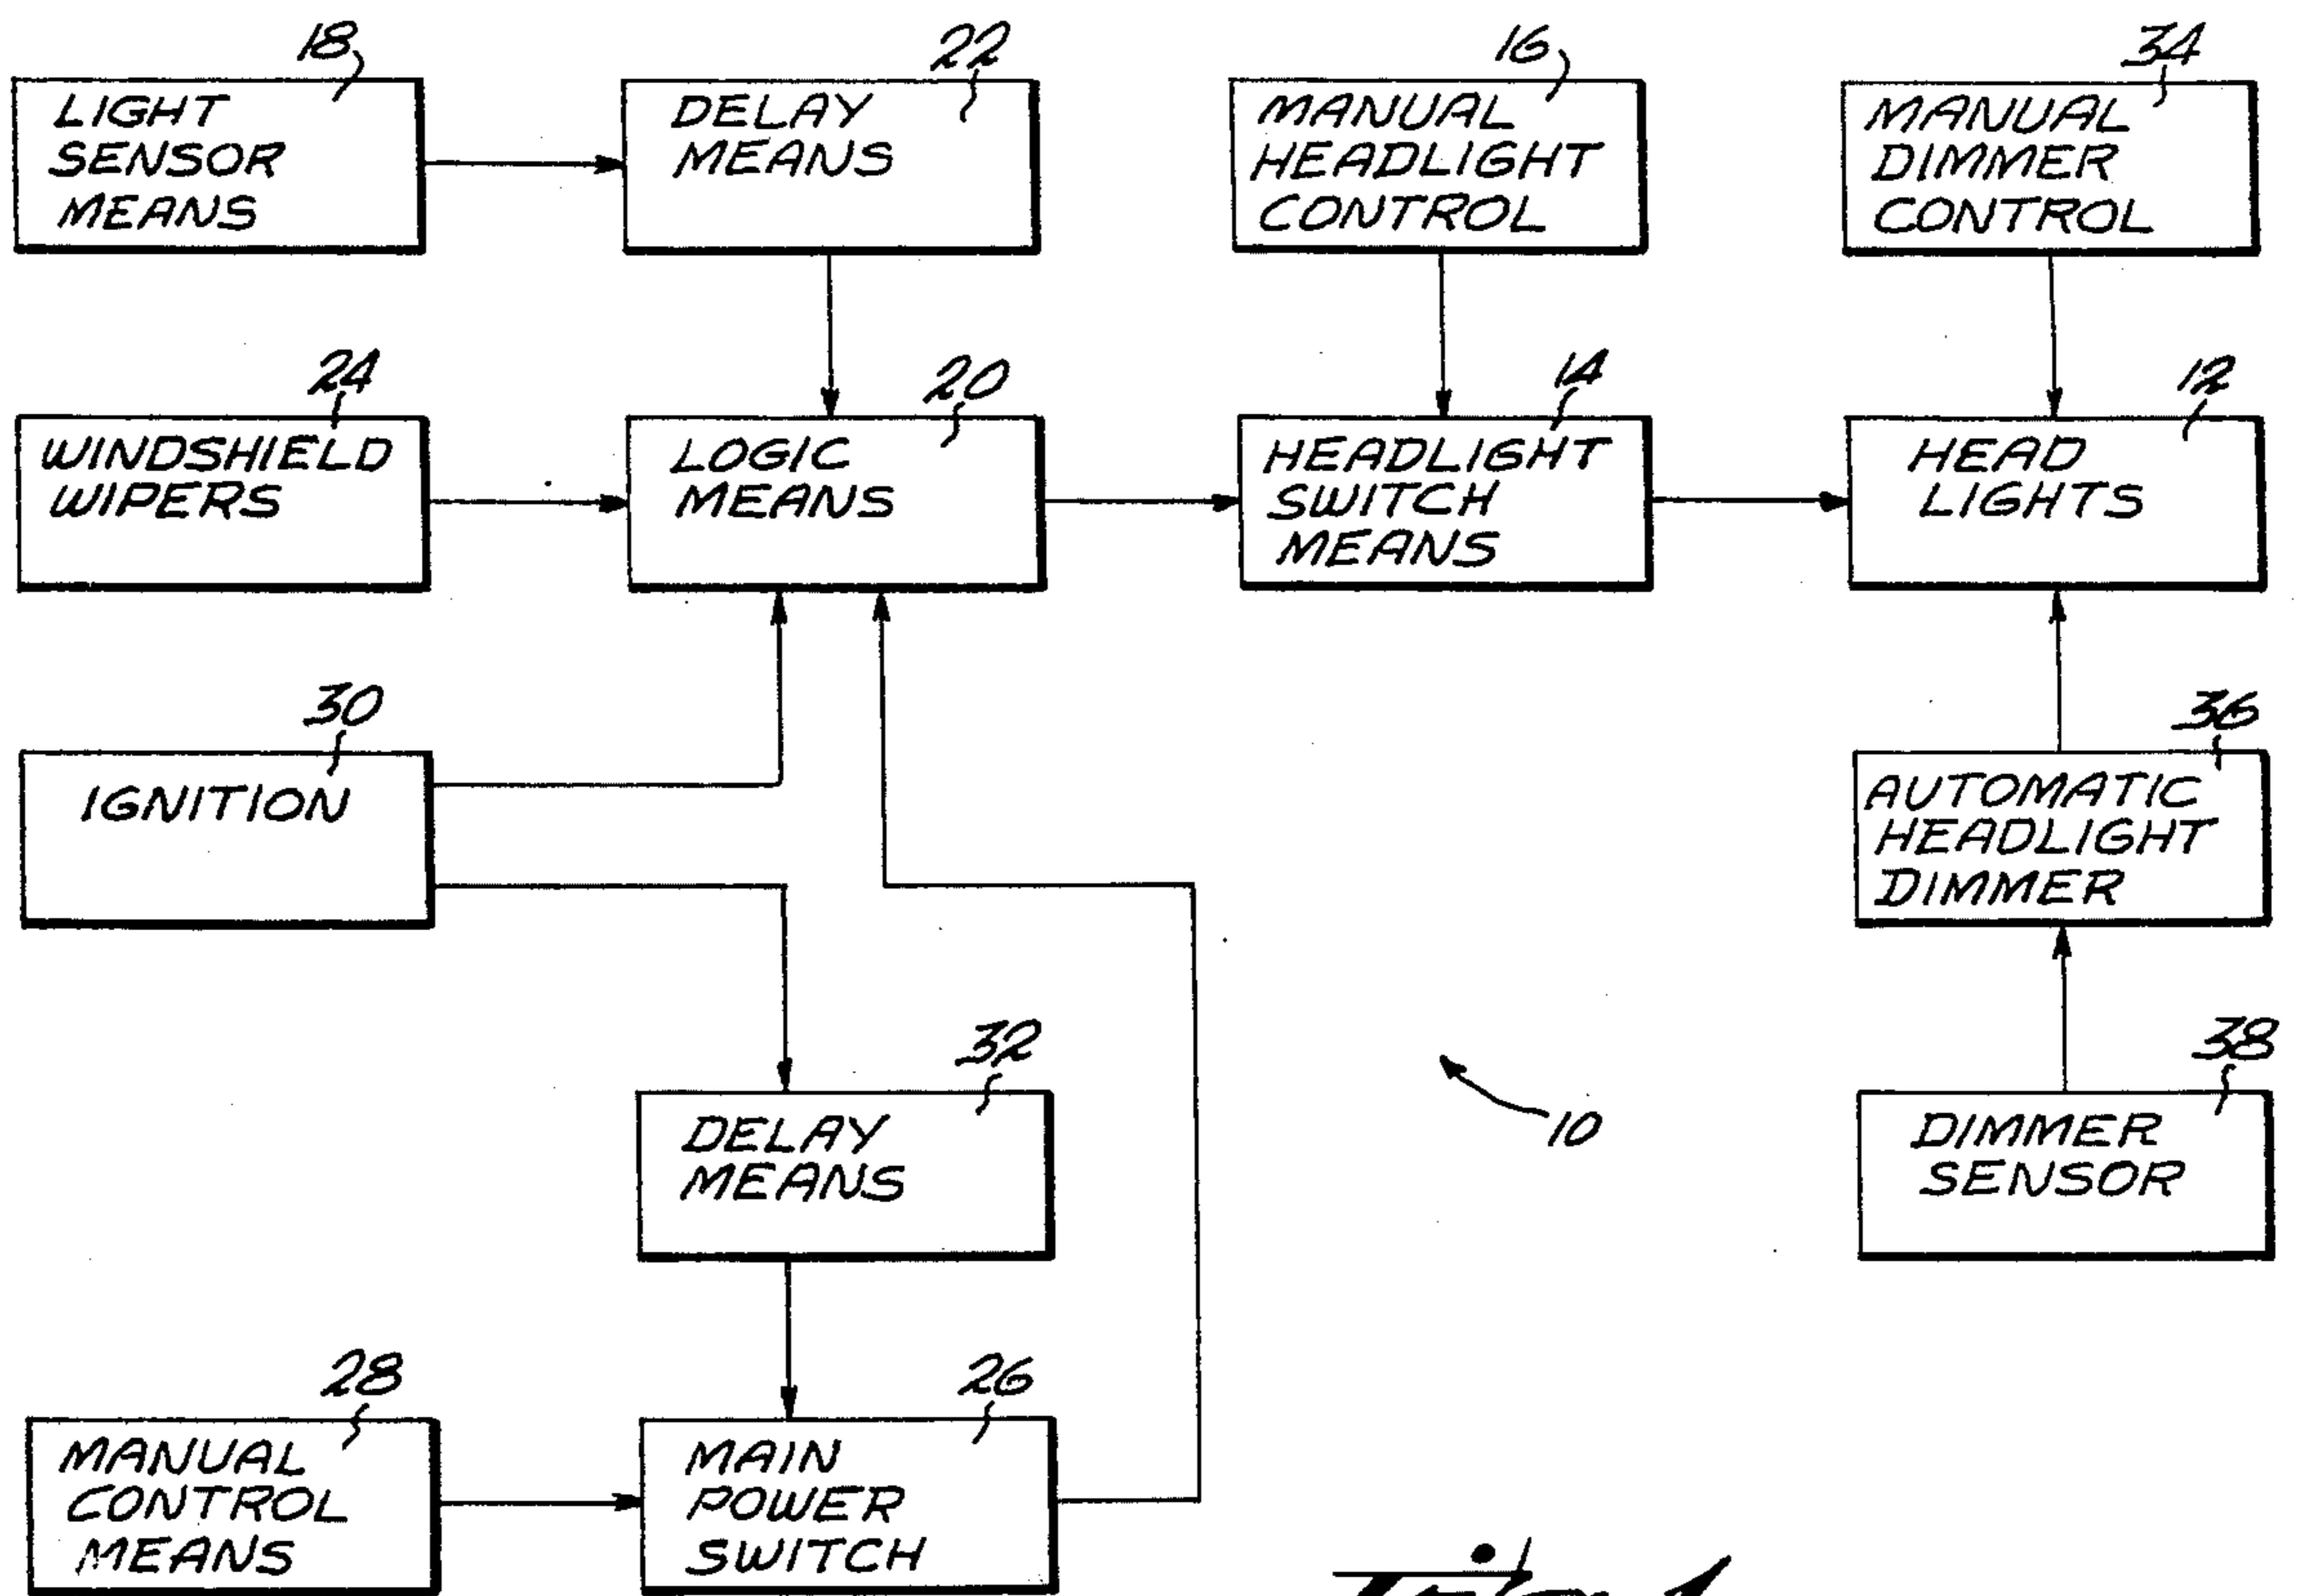 18
LIGHT
SENSOR
MEANS
22
DELAY
MEANS
16
MANUAL
HEADLIGHT
CONTROL
34
MANUAL
DIMMER
CONTROL
24
WINDSHIELD
WIPERS
20
LOGIC
MEANS
14
HEADLIGHT
SWITCH
MEANS
12
HEAD
LIGHTS
30
IGNITION
36
AUTOMATIC
HEADLIGHT
DIMMER
32
DELAY
MEANS
10
38
DIMMER
SENSOR
28
MANUAL
CONTROL
MEANS
26
MAIN
POWER
SWITCH